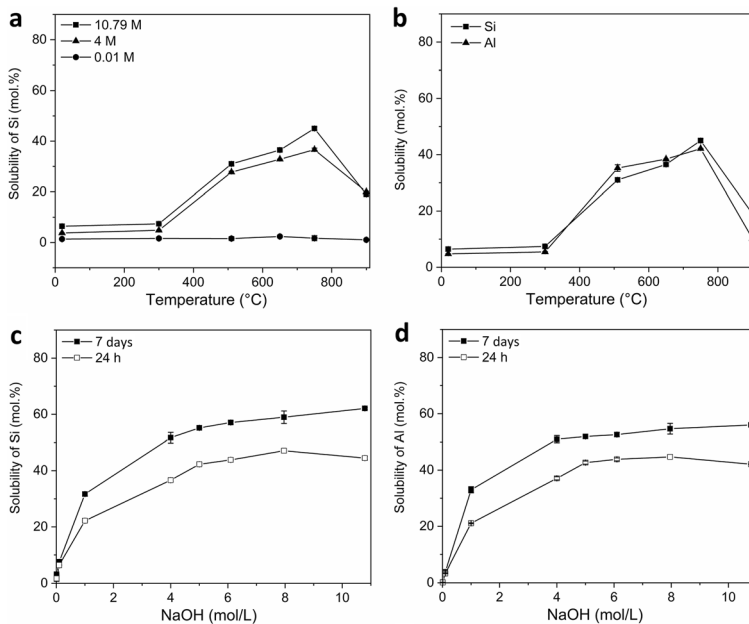 a
10.79 M
4 M
0.01 M
Solubility of Si (mol.%)
80
60
40
20
0
0 200 400 600 800
Temperature (°C)
b
Si
Al
Solubility (mol.%)
80
60
40
20
0
0 200 400 600 800
Temperature (°C)
c
7 days
24 h
Solubility of Si (mol.%)
80
60
40
20
0
0 2 4 6 8 10
NaOH (mol/L)
d
7 days
24 h
Solubility of Al (mol.%)
80
60
40
20
0
0 2 4 6 8 10
NaOH (mol/L)